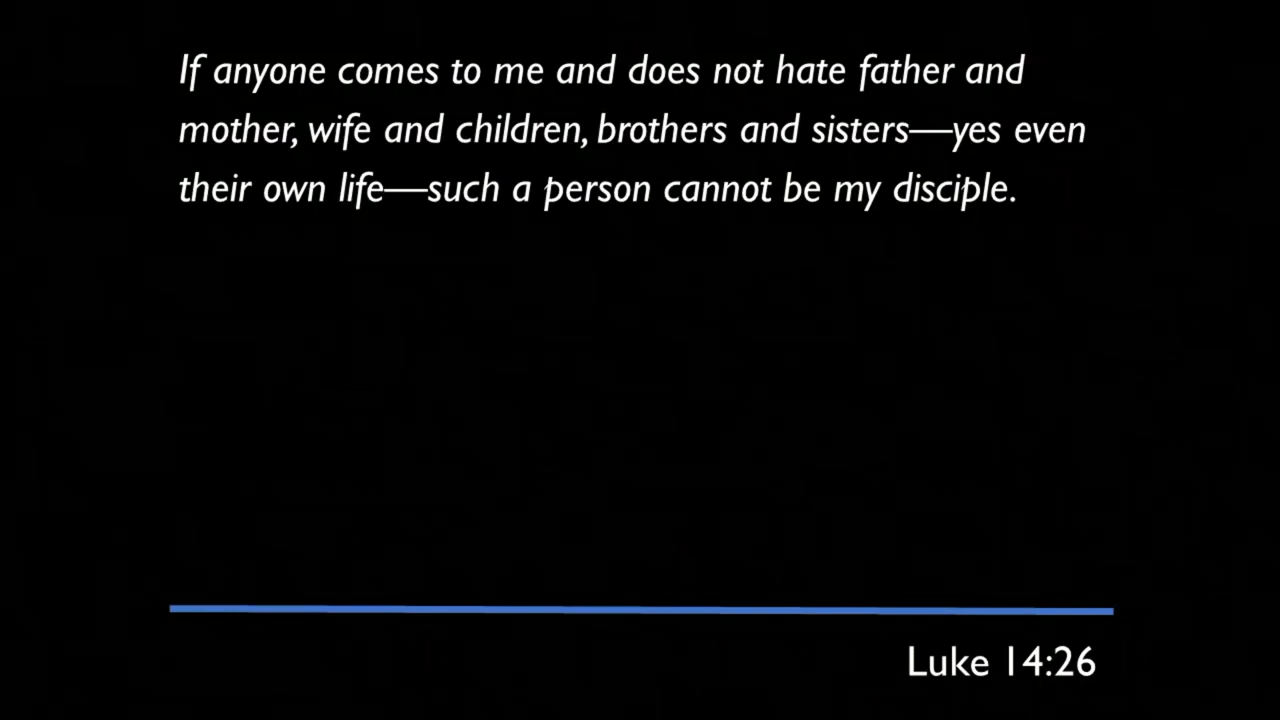 If anyone comes to me and does not hate father and
mother, wife and children, brothers and sisters—yes even
their own life—such a person cannot be my disciple.
Luke 14:26